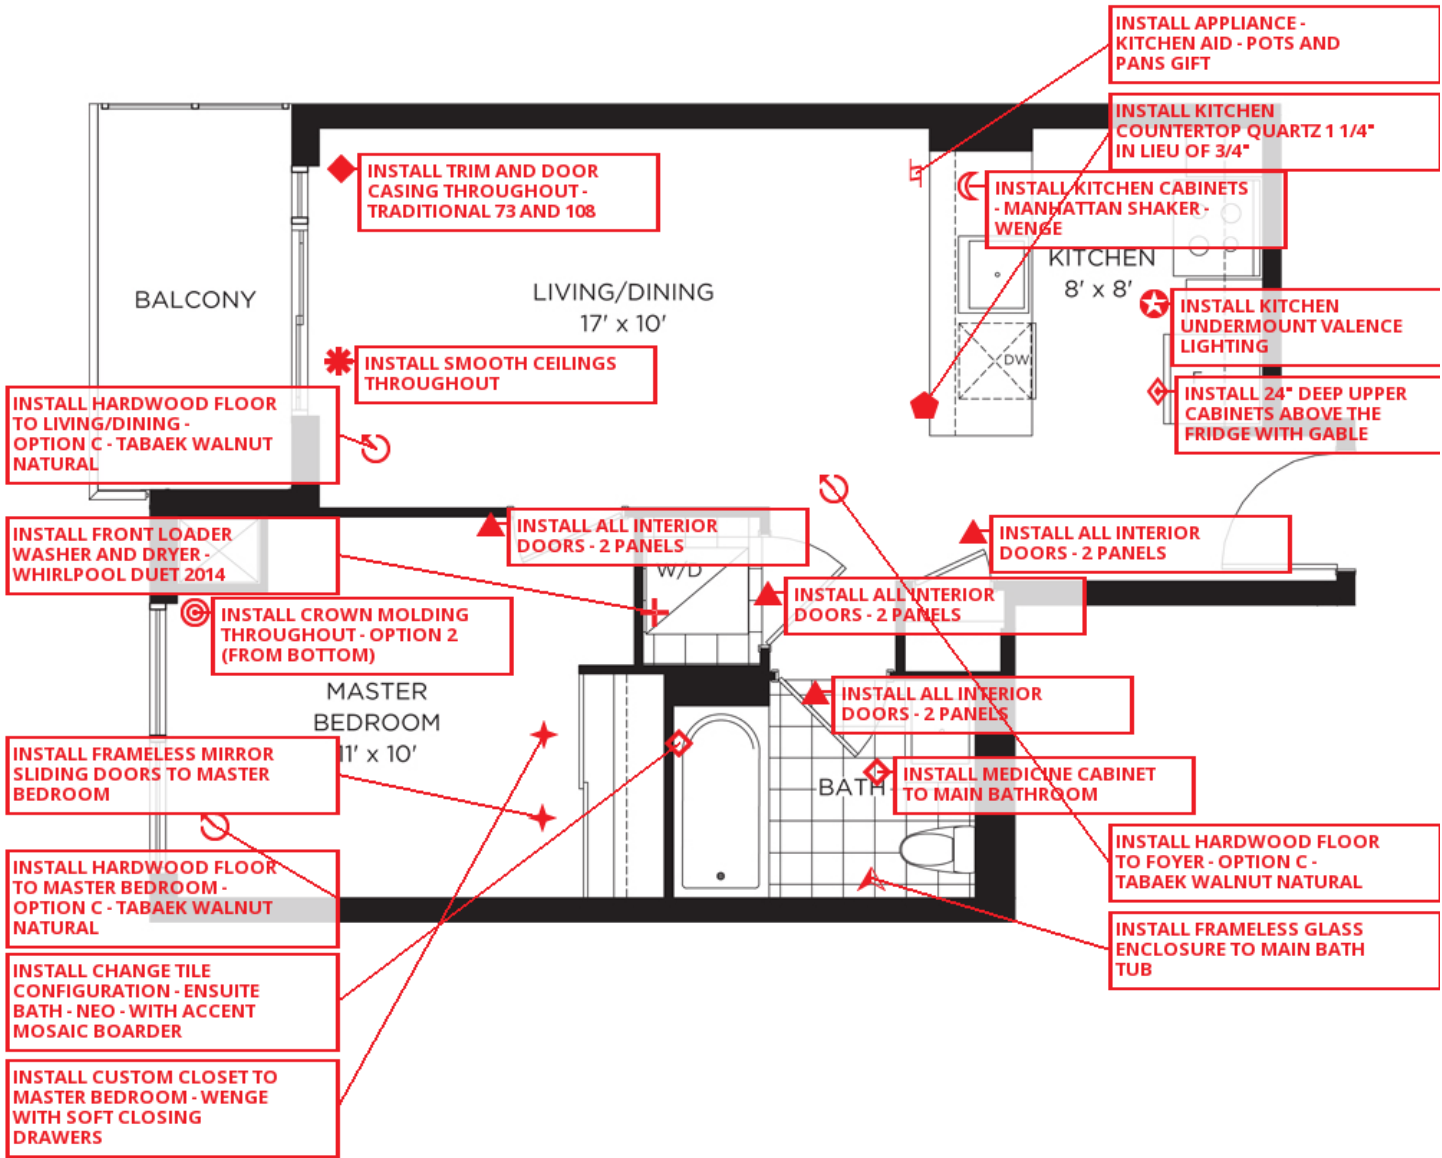 INSTALL APPLIANCE -
KITCHEN AID - POTS AND
PANS GIFT
INSTALL KITCHEN
COUNTERTOP QUARTZ 1 1/4"
IN LIEU OF 3/4"
INSTALL TRIM AND DOOR
CASING THROUGHOUT -
TRADITIONAL 73 AND 108
INSTALL KITCHEN CABINETS
- MANHATTAN SHAKER -
WENGE
KITCHEN
8' x 8'
BALCONY
LIVING/DINING
17' x 10'
INSTALL KITCHEN
UNDERMOUNT VALENCE
LIGHTING
DW
INSTALL SMOOTH CEILINGS
THROUGHOUT
F
INSTALL 24" DEEP UPPER
CABINETS ABOVE THE
FRIDGE WITH GABLE
INSTALL HARDWOOD FLOOR
TO LIVING/DINING -
OPTION C - TABAEK WALNUT
NATURAL
INSTALL FRONT LOADER
WASHER AND DRYER -
WHIRLPOOL DUET 2014
INSTALL ALL INTERIOR
DOORS - 2 PANELS
INSTALL ALL INTERIOR
DOORS - 2 PANELS
W/D
INSTALL ALL INTERIOR
DOORS - 2 PANELS
INSTALL CROWN MOLDING
THROUGHOUT - OPTION 2
(FROM BOTTOM)
MASTER
BEDROOM
11' x 10'
INSTALL ALL INTERIOR
DOORS - 2 PANELS
INSTALL FRAMELESS MIRROR
SLIDING DOORS TO MASTER
BEDROOM
BATH
INSTALL MEDICINE CABINET
TO MAIN BATHROOM
INSTALL HARDWOOD FLOOR
TO FOYER - OPTION C -
TABAEK WALNUT NATURAL
INSTALL HARDWOOD FLOOR
TO MASTER BEDROOM -
OPTION C - TABAEK WALNUT
NATURAL
INSTALL FRAMELESS GLASS
ENCLOSURE TO MAIN BATH
TUB
INSTALL CHANGE TILE
CONFIGURATION - ENSUITE
BATH - NEO - WITH ACCENT
MOSAIC BOARDER
INSTALL CUSTOM CLOSET TO
MASTER BEDROOM - WENGE
WITH SOFT CLOSING
DRAWERS